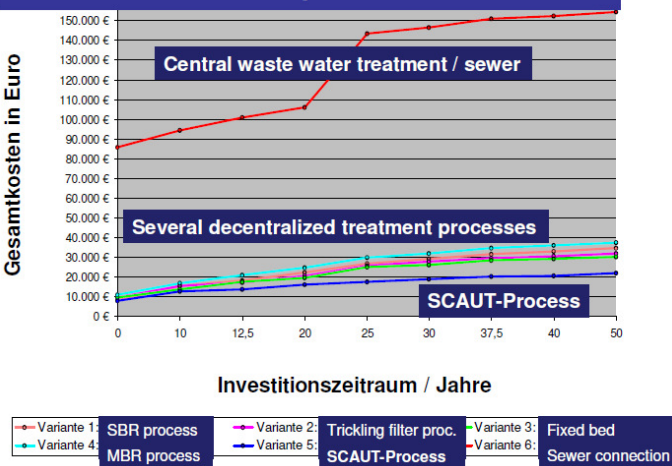 150.000 €
140.000 €
130.000 €
120.000 €
110.000 €
100.000 €
90.000 €
80.000 €
70.000 €
60.000 €
50.000 €
40.000 €
30.000 €
20.000 €
10.000 €
0 €
Gesamtkosten in Euro
Central waste water treatment / sewer
Several decentralized treatment processes
SCAUT-Process
0 10 12,5 20 25 30 37,5 40 50
Investitionszeitraum / Jahre
Variante 1: SBR process Variante 2: Trickling filter proc. Variante 3: Fixed bed
Variante 4: MBR process Variante 5: SCAUT-Process Variante 6: Sewer connection